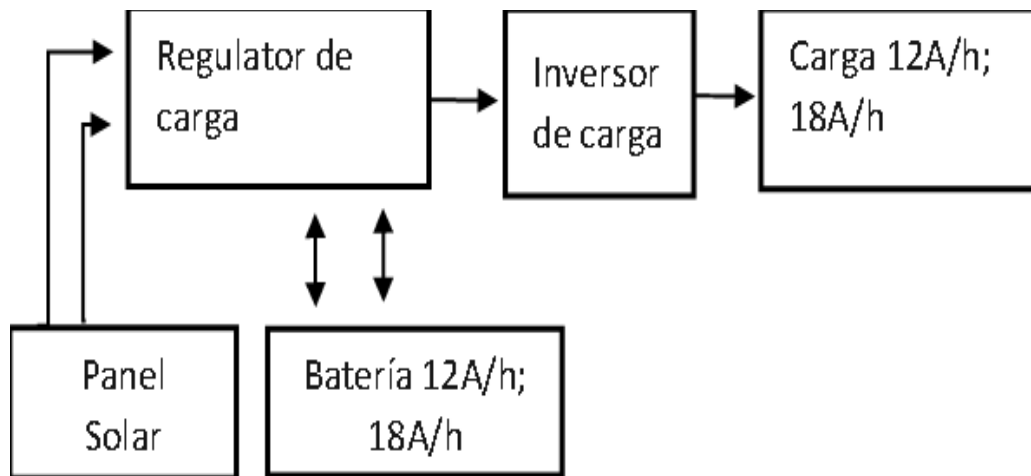 Regulator de
carga
Inversor
de carga
Carga 12A/h;
18A/h
Panel
Solar
Batería 12A/h;
18A/h